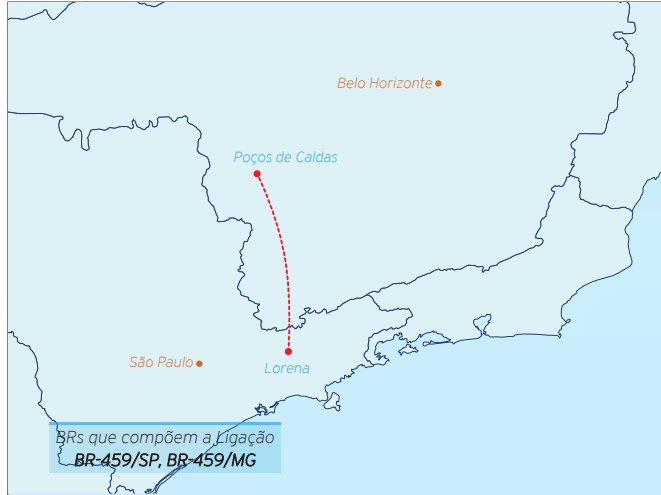 Belo Horizonte
Poços de Caldas
São Paulo
Lorena
BRs que compõem a Ligação
BR-459/SP, BR-459/MG